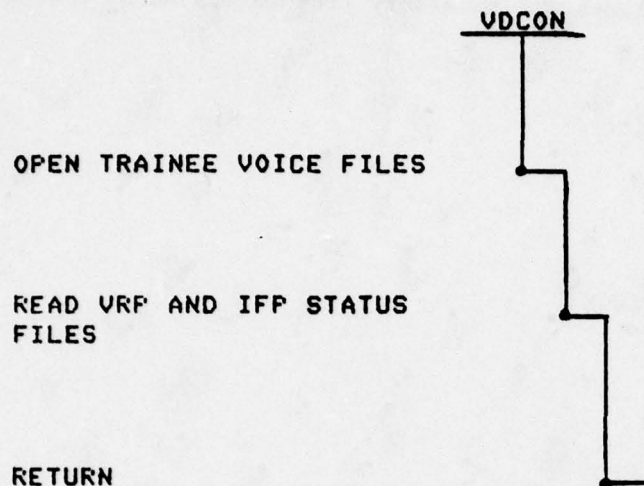 VDCON
OPEN TRAINEE VOICE FILES
READ VRP AND IFP STATUS
FILES
RETURN